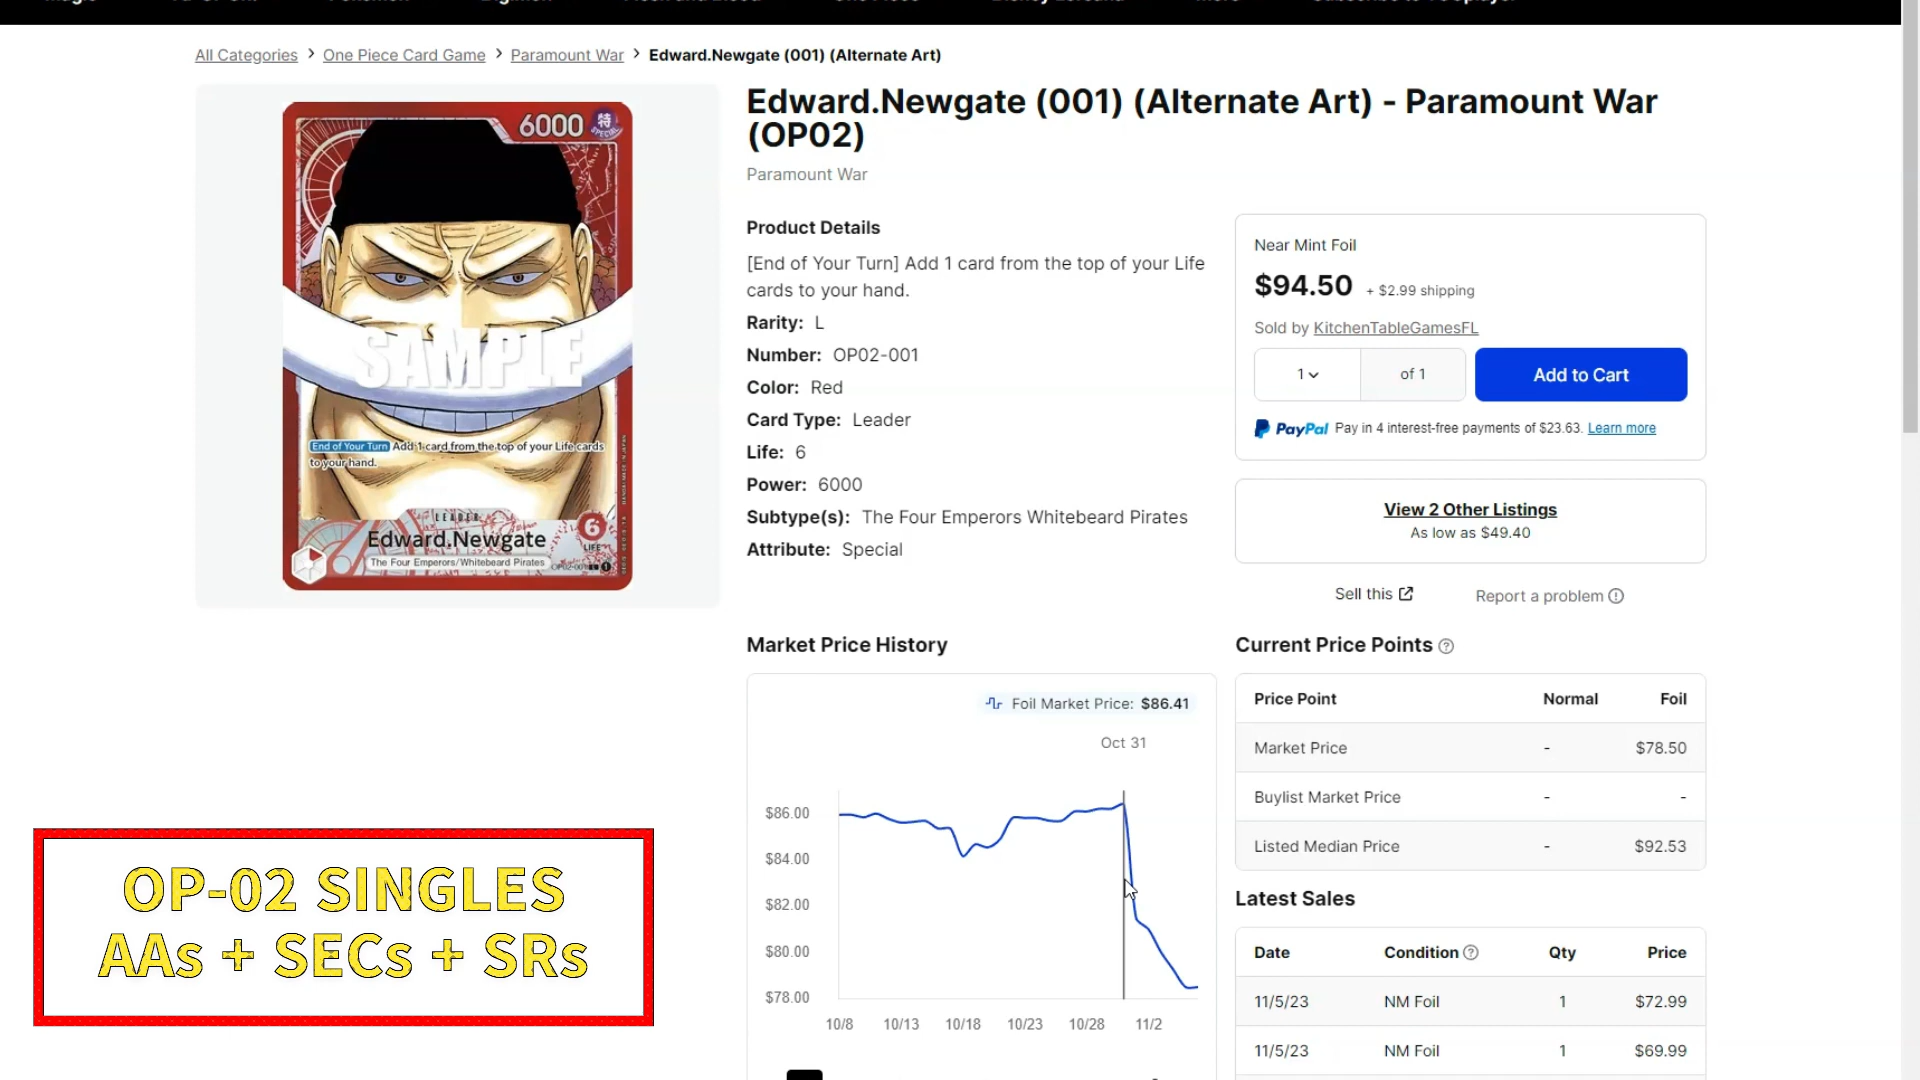 All Categories > One Piece Card Game > Paramount War > Edward.Newgate (001) (Alternate Art)
6000 特
SPECIAL
SAMPLE
End of Your Turn Add 1 card from the top of your Life cards
to your hand.
LEADER
Edward.Newgate
6
LIFE
The Four Emperors/Whitebeard Pirates
OP02-001 L
Edward.Newgate (001) (Alternate Art) - Paramount War
(OP02)
Paramount War
Product Details
[End of Your Turn] Add 1 card from the top of your Life
cards to your hand.
Rarity: L
Number: OP02-001
Color: Red
Card Type: Leader
Life: 6
Power: 6000
Subtype(s): The Four Emperors Whitebeard Pirates
Attribute: Special
Near Mint Foil
$94.50 + $2.99 shipping
Sold by KitchenTableGamesFL
1 of 1 Add to Cart
PayPal Pay in 4 interest-free payments of $23.63. Learn more
View 2 Other Listings
As low as $49.40
Sell this Report a problem
Market Price History
Foil Market Price: $86.41
Oct 31
$86.00
$84.00
$82.00
$80.00
$78.00
10/8 10/13 10/18 10/23 10/28 11/2
Current Price Points
Price Point Normal Foil
Market Price - $78.50
Buylist Market Price - -
Listed Median Price - $92.53
Latest Sales
Date Condition Qty Price
11/5/23 NM Foil 1 $72.99
11/5/23 NM Foil 1 $69.99
OP-02 SINGLES
AAs + SECs + SRs